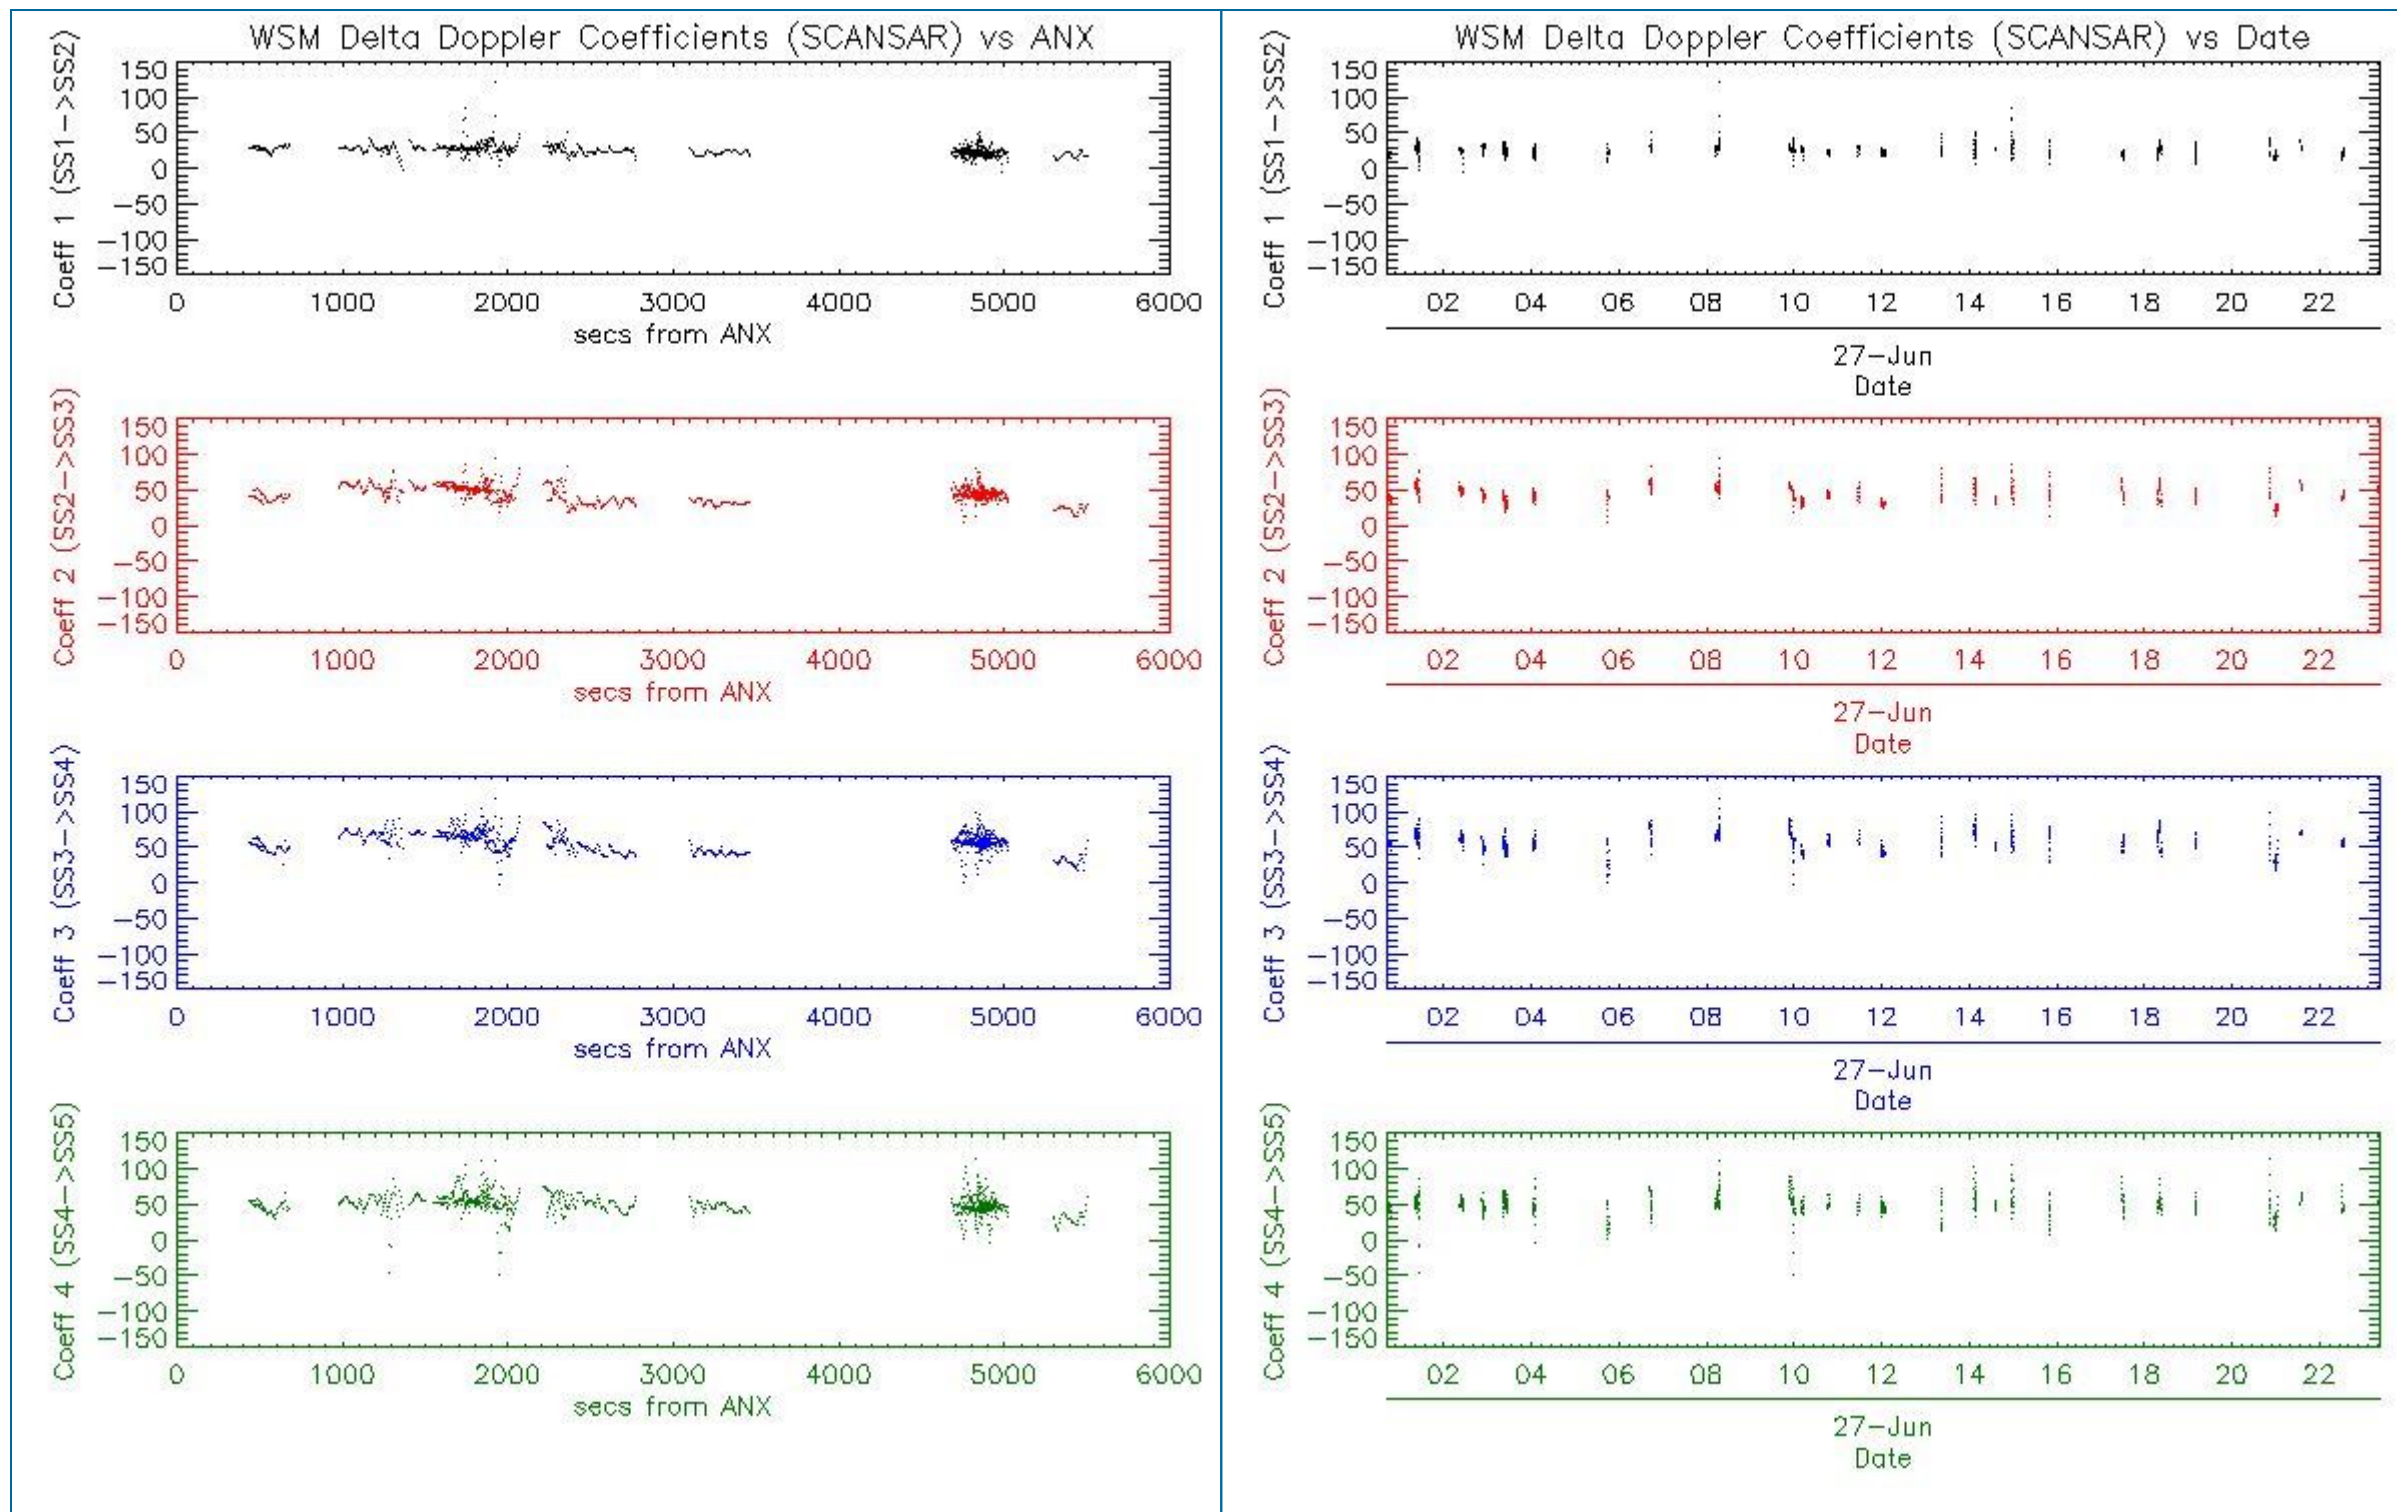 WSM Delta Doppler Coefficients (SCANSAR) vs ANX
Coeff 1 (SS1->SS2)
150
100
50
0
-50
-100
-150
0 1000 2000 3000 4000 5000 6000
secs from ANX
Coeff 2 (SS2->SS3)
150
100
50
0
-50
-100
-150
0 1000 2000 3000 4000 5000 6000
secs from ANX
Coeff 3 (SS3->SS4)
150
100
50
0
-50
-100
-150
0 1000 2000 3000 4000 5000 6000
secs from ANX
Coeff 4 (SS4->SS5)
150
100
50
0
-50
-100
-150
0 1000 2000 3000 4000 5000 6000
secs from ANX
WSM Delta Doppler Coefficients (SCANSAR) vs Date
Coeff 1 (SS1->SS2)
150
100
50
0
-50
-100
-150
02 04 06 08 10 12 14 16 18 20 22
27-Jun
Date
Coeff 2 (SS2->SS3)
150
100
50
0
-50
-100
-150
02 04 06 08 10 12 14 16 18 20 22
27-Jun
Date
Coeff 3 (SS3->SS4)
150
100
50
0
-50
-100
-150
02 04 06 08 10 12 14 16 18 20 22
27-Jun
Date
Coeff 4 (SS4->SS5)
150
100
50
0
-50
-100
-150
02 04 06 08 10 12 14 16 18 20 22
27-Jun
Date